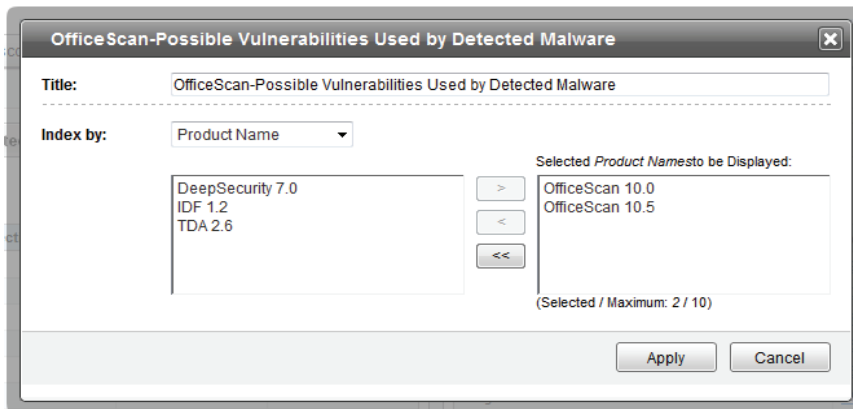 OfficeScan-Possible Vulnerabilities Used by Detected Malware
Title: OfficeScan-Possible Vulnerabilities Used by Detected Malware
Index by: Product Name
Selected Product Namesto be Displayed:
DeepSecurity 7.0
IDF 1.2
TDA 2.6
>
<
<<
OfficeScan 10.0
OfficeScan 10.5
(Selected / Maximum: 2 / 10)
Apply Cancel